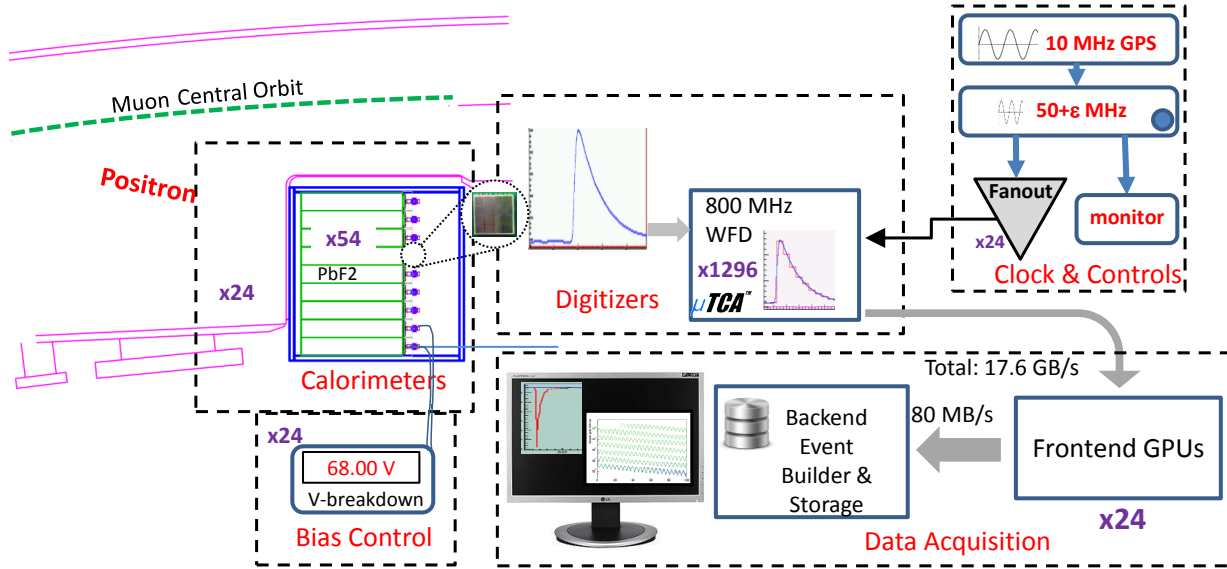 Muon Central Orbit
Positron
x24
x54
PbF2
Calorimeters
x24
68.00 V
V-breakdown
Bias Control
800 MHz
WFD
x1296
μTCA™
Digitizers
10 MHz GPS
50+ε MHz
Fanout
x24
monitor
Clock & Controls
Total: 17.6 GB/s
Frontend GPUs
x24
80 MB/s
Backend
Event
Builder &
Storage
Data Acquisition
LG